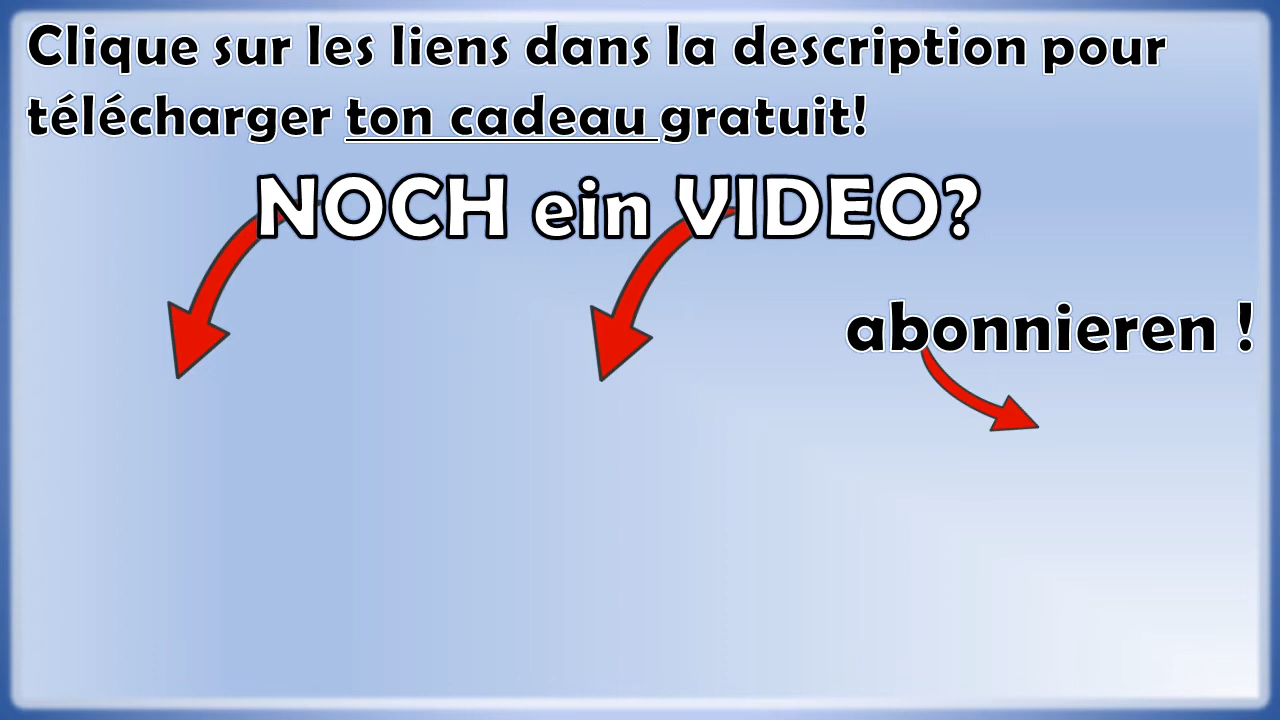 Clique sur les liens dans la description pour
télécharger ton cadeau gratuit!
NOCH ein VIDEO?
abonnieren !